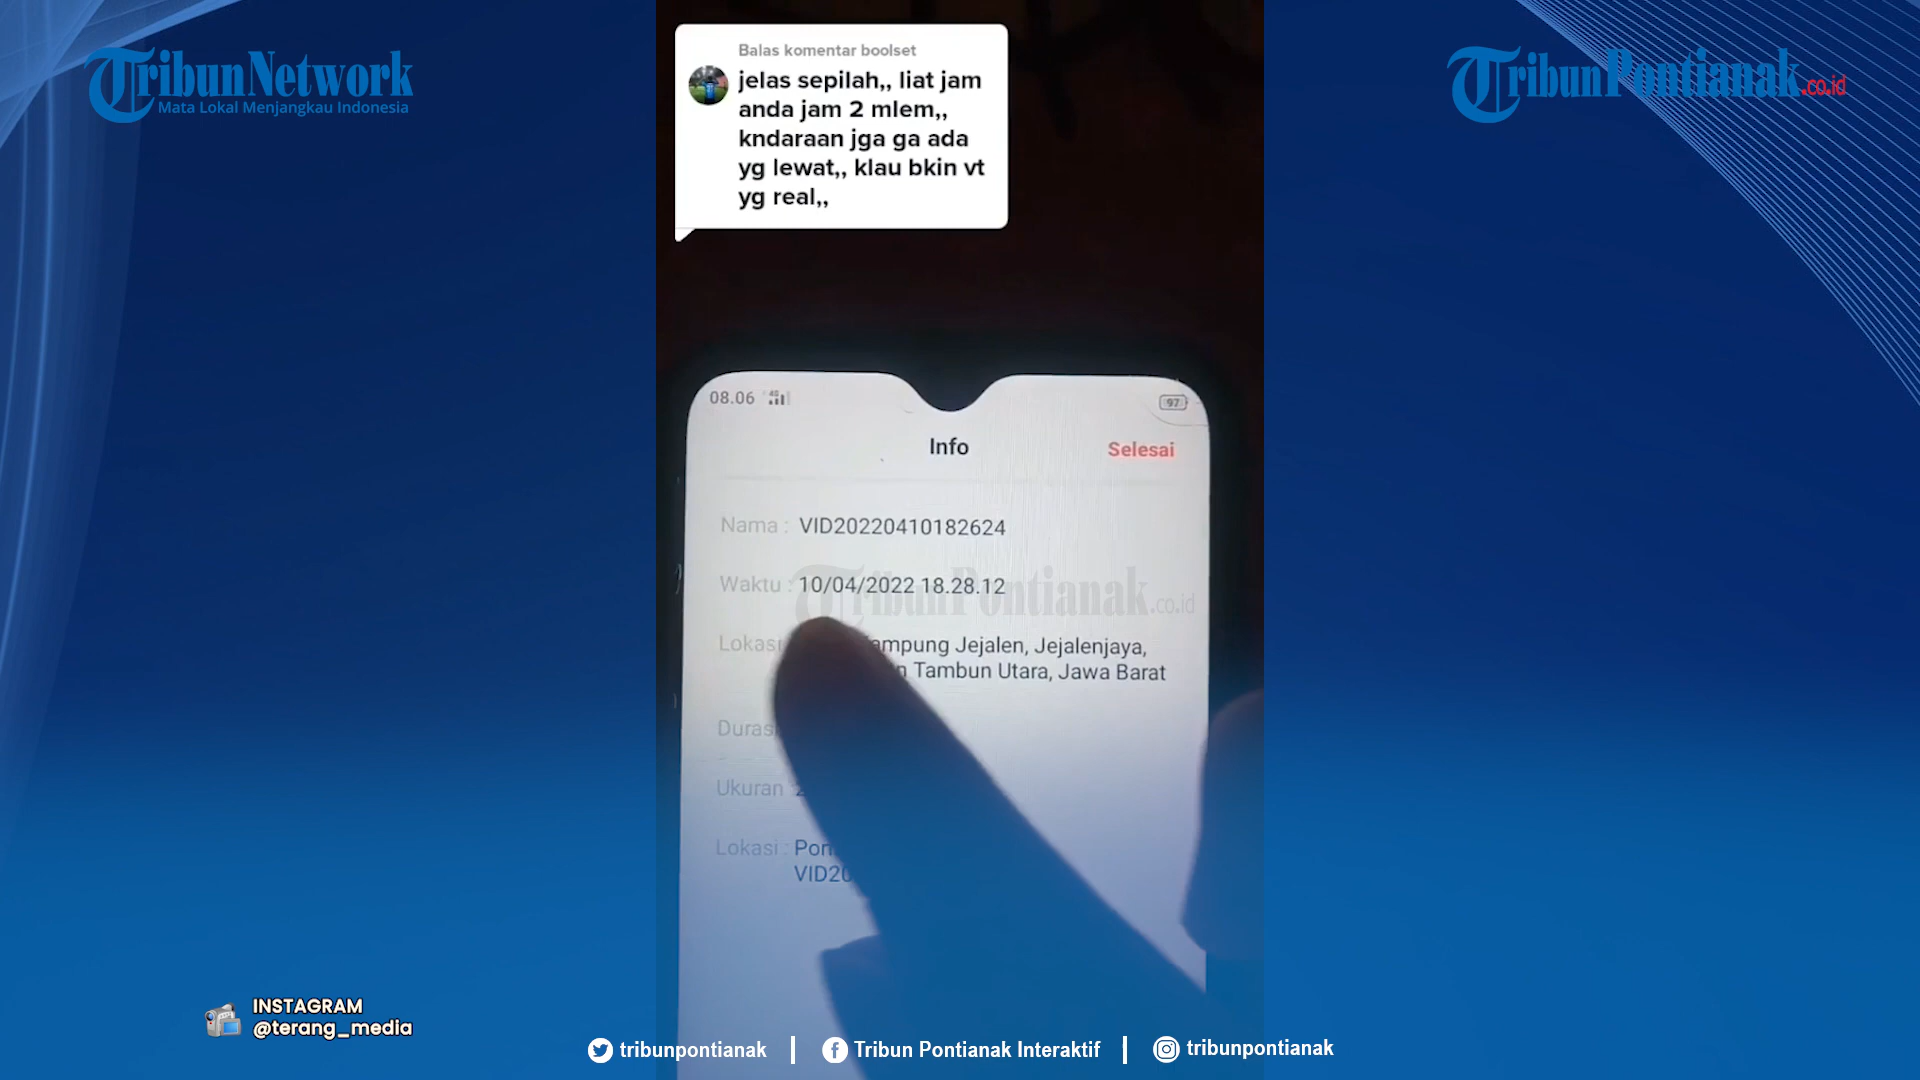 TribunNetwork
Mata Lokal Menjangkau Indonesia
TribunPontianak.co.id
Balas komentar boolset
jelas sepilah,, liat jam
anda jam 2 mlem,,
kndaraan jga ga ada
yg lewat,, klau bkin vt
yg real,,
08.06 4G
97
Info
Selesai
Nama : VID20220410182624
Waktu : 10/04/2022 18.28.12
TribunPontianak.co.id
Lokasi ampung Jejalen, Jejalenjaya,
Tambun Utara, Jawa Barat
Durasi
Ukuran
Lokasi : Pon
VID20
INSTAGRAM
@terang_media
tribunpontianak
Tribun Pontianak Interaktif
tribunpontianak